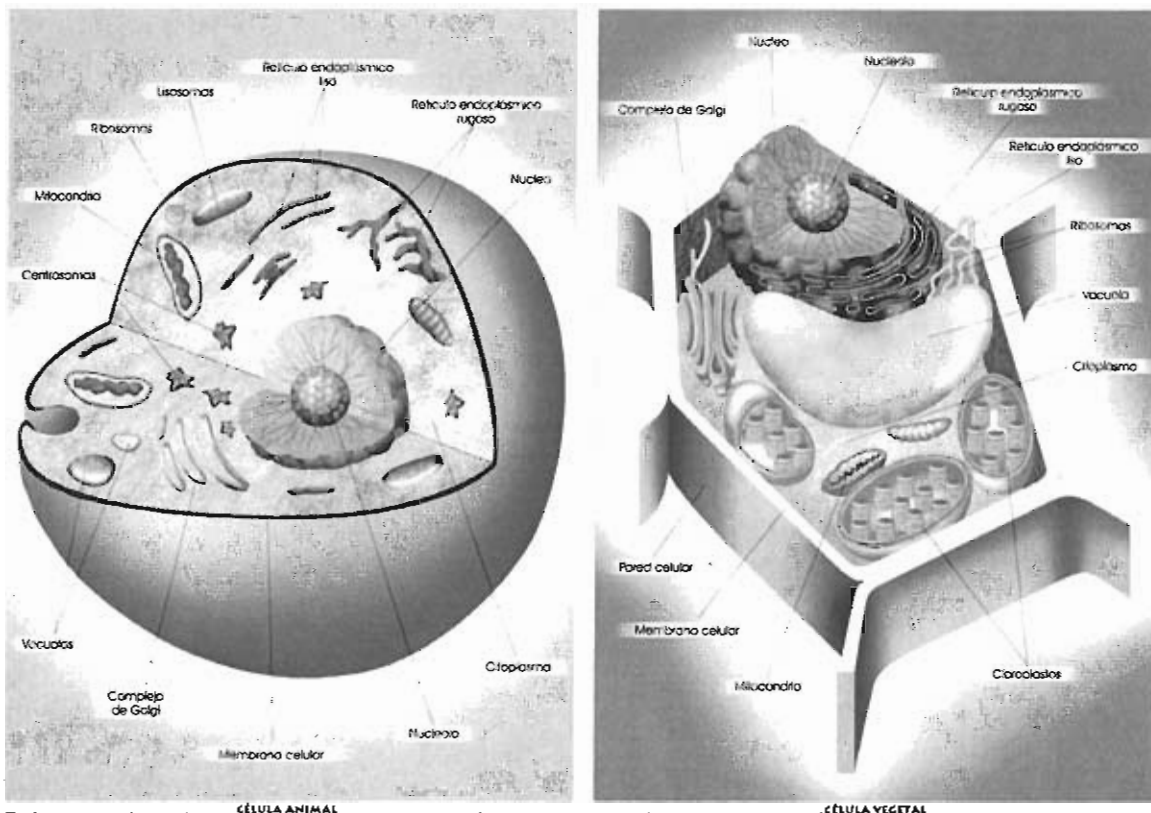 Retículo endoplásmico
liso
Lisosomas
Retículo endoplásmico
rugoso
Ribosomas
Núcleo
Mitocondria
Centrosomas
Vacuolas
Citoplasma
Complejo
de Golgi
Nucleolo
Membrana celular
CÉLULA ANIMAL
Núcleo
Nucleolo
Retículo endoplásmico
rugoso
Complejo de Golgi
Retículo endoplásmico
liso
Ribosomas
Vacuola
Citoplasma
Pared celular
Membrana celular
Mitocondria
Cloroplastos
CÉLULA VEGETAL